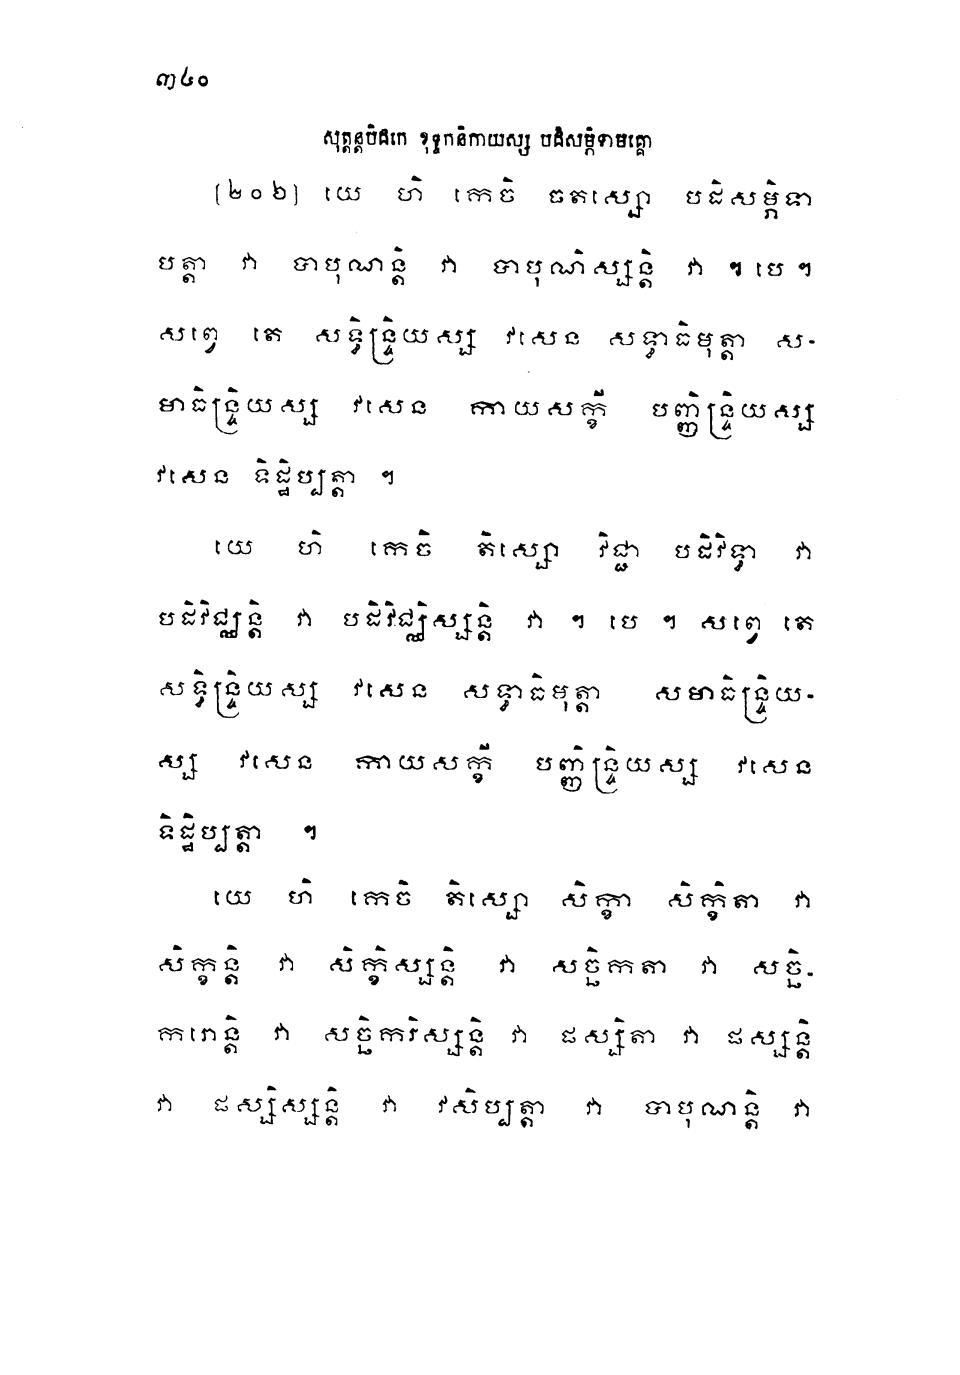 ៣៤០
សុត្តន្តបិដកេ ខុទ្ទកនិកាយស្ស បដិសម្ភិទាមគ្គោ
[២០៦] យេ ហិ កេចិ ចតស្សោ បដិសម្ភិទា
បត្តា វា បាបុណន្តិ វា បាបុណិស្សន្តិ វា ។ បេ ។
សព្វេ តេ សទ្ធិន្ទ្រិយស្ស វសេន សទ្ធាធិមុត្តា ស-
មាធិន្ទ្រិយស្ស វសេន កាយសក្ខី បញ្ញិន្ទ្រិយស្ស
វសេន ទិដ្ឋិប្បត្តា ។
យេ ហិ កេចិ តិស្សោ វិជ្ជា បដិវិទ្ធា វា
បដិវិជ្ឈន្តិ វា បដិវិជ្ឈិស្សន្តិ វា ។ បេ ។ សព្វេ តេ
សទ្ធិន្ទ្រិយស្ស វសេន សទ្ធាធិមុត្តា សមាធិន្ទ្រិយ-
ស្ស វសេន កាយសក្ខី បញ្ញិន្ទ្រិយស្ស វសេន
ទិដ្ឋិប្បត្តា ។
យេ ហិ កេចិ តិស្សោ សិក្ខា សិក្ខិតា វា
សិក្ខន្តិ វា សិក្ខិស្សន្តិ វា សច្ឆិកតា វា សច្ឆិ-
ករោន្តិ វា សច្ឆិករិស្សន្តិ វា ផស្សិតា វា ផស្សន្តិ
វា ផស្សិស្សន្តិ វា វសិប្បត្តា វា បាបុណន្តិ វា